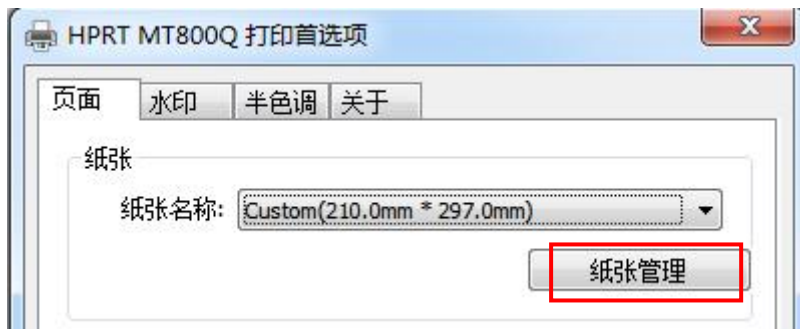 HPRT MT800Q 打印首选项
页面 水印 半色调 关于
纸张
纸张名称: Custom(210.0mm * 297.0mm)
纸张管理